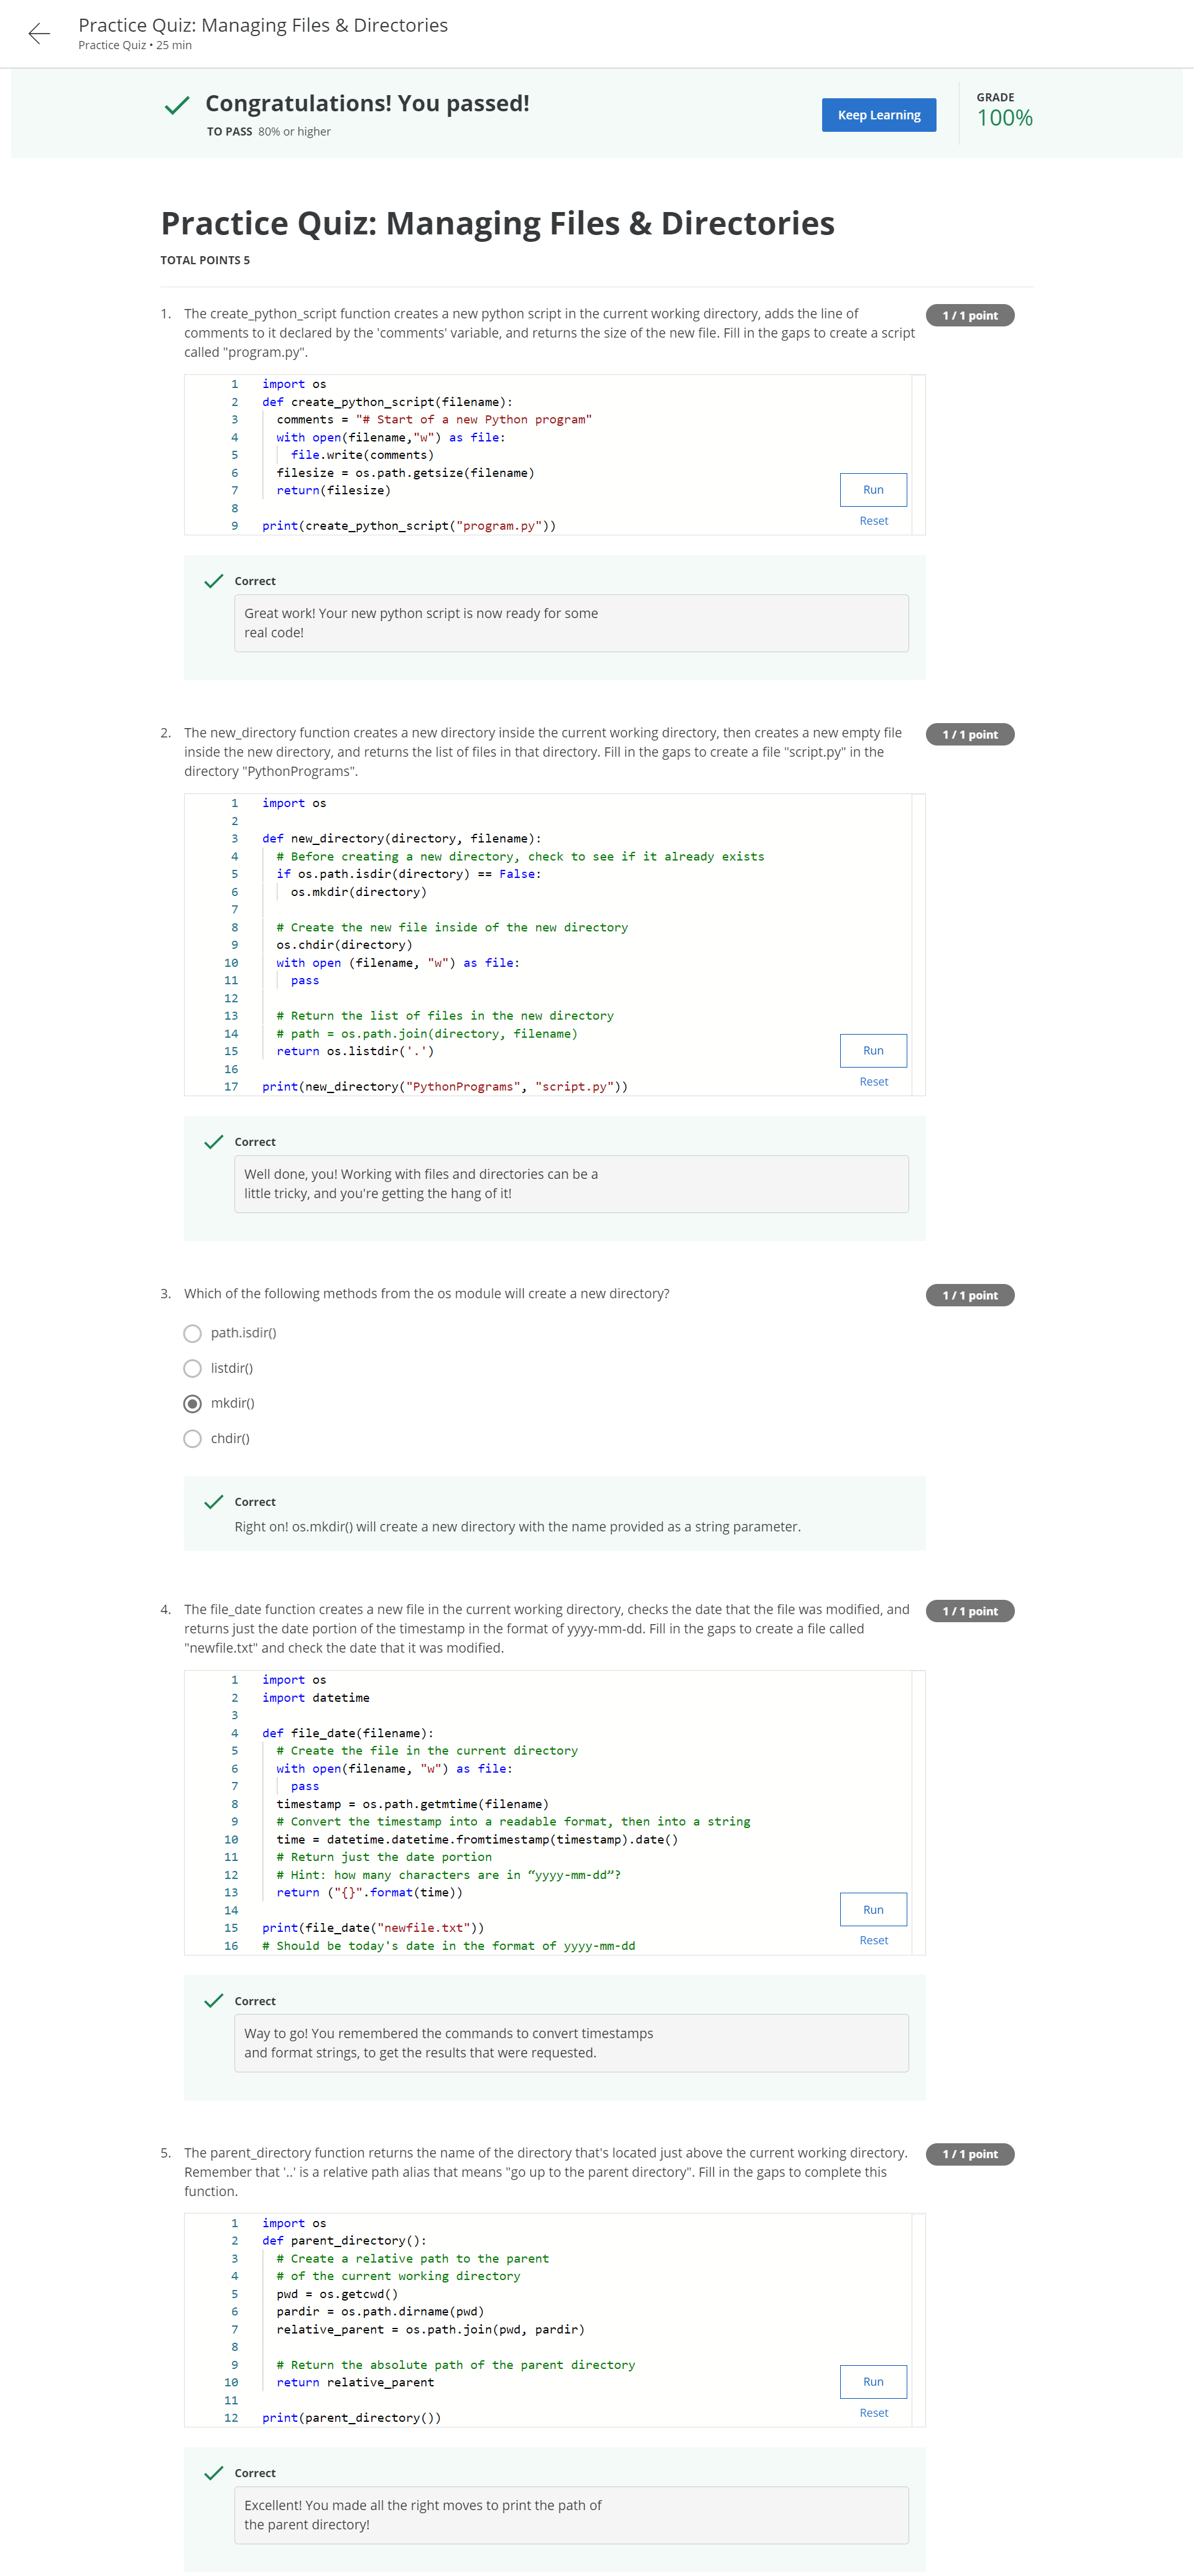 Practice Quiz: Managing Files & Directories
Practice Quiz • 25 min
Congratulations! You passed!
TO PASS 80% or higher
Keep Learning
GRADE
100%
Practice Quiz: Managing Files & Directories
TOTAL POINTS 5
1. The create_python_script function creates a new python script in the current working directory, adds the line of
comments to it declared by the 'comments' variable, and returns the size of the new file. Fill in the gaps to create a script
called "program.py".
1 / 1 point
1 import os
2 def create_python_script(filename):
3   comments = "# Start of a new Python program"
4   with open(filename,"w") as file:
5     file.write(comments)
6   filesize = os.path.getsize(filename)
7   return(filesize)
8
9 print(create_python_script("program.py"))
Run
Reset
Correct
Great work! Your new python script is now ready for some
real code!
2. The new_directory function creates a new directory inside the current working directory, then creates a new empty file
inside the new directory, and returns the list of files in that directory. Fill in the gaps to create a file "script.py" in the
directory "PythonPrograms".
1 / 1 point
1 import os
2
3 def new_directory(directory, filename):
4   # Before creating a new directory, check to see if it already exists
5   if os.path.isdir(directory) == False:
6     os.mkdir(directory)
7
8   # Create the new file inside of the new directory
9   os.chdir(directory)
10   with open (filename, "w") as file:
11     pass
12
13   # Return the list of files in the new directory
14   # path = os.path.join(directory, filename)
15   return os.listdir('.')
16
17 print(new_directory("PythonPrograms", "script.py"))
Run
Reset
Correct
Well done, you! Working with files and directories can be a
little tricky, and you're getting the hang of it!
3. Which of the following methods from the os module will create a new directory?
1 / 1 point
path.isdir()
listdir()
mkdir()
chdir()
Correct
Right on! os.mkdir() will create a new directory with the name provided as a string parameter.
4. The file_date function creates a new file in the current working directory, checks the date that the file was modified, and
returns just the date portion of the timestamp in the format of yyyy-mm-dd. Fill in the gaps to create a file called
"newfile.txt" and check the date that it was modified.
1 / 1 point
1 import os
2 import datetime
3
4 def file_date(filename):
5   # Create the file in the current directory
6   with open(filename, "w") as file:
7     pass
8   timestamp = os.path.getmtime(filename)
9   # Convert the timestamp into a readable format, then into a string
10   time = datetime.datetime.fromtimestamp(timestamp).date()
11   # Return just the date portion
12   # Hint: how many characters are in “yyyy-mm-dd”?
13   return ("{}".format(time))
14
15 print(file_date("newfile.txt"))
16 # Should be today's date in the format of yyyy-mm-dd
Run
Reset
Correct
Way to go! You remembered the commands to convert timestamps
and format strings, to get the results that were requested.
5. The parent_directory function returns the name of the directory that's located just above the current working directory.
Remember that '..' is a relative path alias that means "go up to the parent directory". Fill in the gaps to complete this
function.
1 / 1 point
1 import os
2 def parent_directory():
3   # Create a relative path to the parent
4   # of the current working directory
5   pwd = os.getcwd()
6   pardir = os.path.dirname(pwd)
7   relative_parent = os.path.join(pwd, pardir)
8
9   # Return the absolute path of the parent directory
10   return relative_parent
11
12 print(parent_directory())
Run
Reset
Correct
Excellent! You made all the right moves to print the path of
the parent directory!